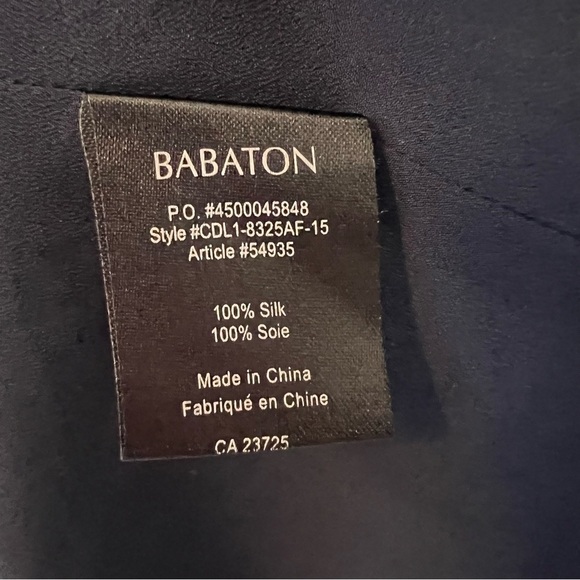 BABATON
P.O. #4500045848
Style #CDL1-8325AF-15
Article #54935
100% Silk
100% Soie
Made in China
Fabriqué en Chine
CA 23725